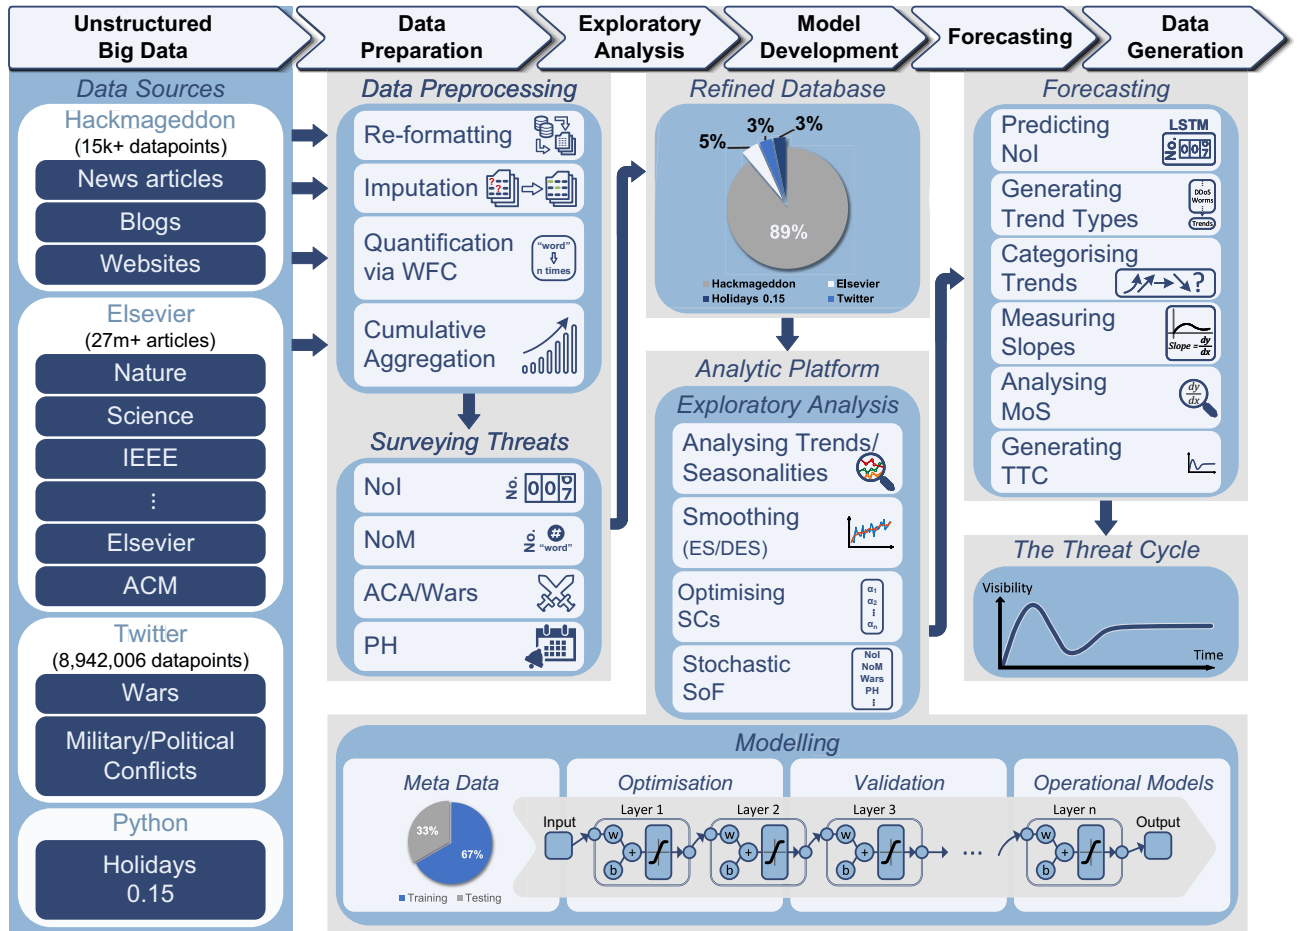 Unstructured
Big Data
Data
Preparation
Exploratory
Analysis
Model
Development
Forecasting
Data
Generation
Data Sources
Hackmageddon
(15k+ datapoints)
News articles
Blogs
Websites
Elsevier
(27m+ articles)
Nature
Science
IEEE
⋮
Elsevier
ACM
Twitter
(8,942,006 datapoints)
Wars
Military/Political
Conflicts
Python
Holidays
0.15
Data Preprocessing
Re-formatting
Imputation
??
?
Quantification
via WFC
"word"
n times
Cumulative
Aggregation
Surveying Threats
NoI
No.
007
NoM
No.
#
"word"
ACA/Wars
PH
Refined Database
5%
3%
3%
89%
Hackmageddon
Elsevier
Holidays 0.15
Twitter
Analytic Platform
Exploratory Analysis
Analysing Trends/
Seasonalities
Smoothing
(ES/DES)
Optimising
SCs
α1
α2
⋮
αn
Stochastic
SoF
NoI
NoM
Wars
PH
⋮
Forecasting
Predicting
NoI
LSTM
No.
007
Generating
Trend Types
DDoS
Worms
⋮
Trends
Categorising
Trends
?
Measuring
Slopes
Slope = dy/dx
Analysing
MoS
dy/dx
Generating
TTC
The Threat Cycle
Visibility
Time
Modelling
Meta Data
33%
67%
Training
Testing
Optimisation
Validation
Operational Models
Input
Layer 1
w
+
b
Layer 2
w
+
b
Layer 3
w
+
b
...
Layer n
w
+
b
Output